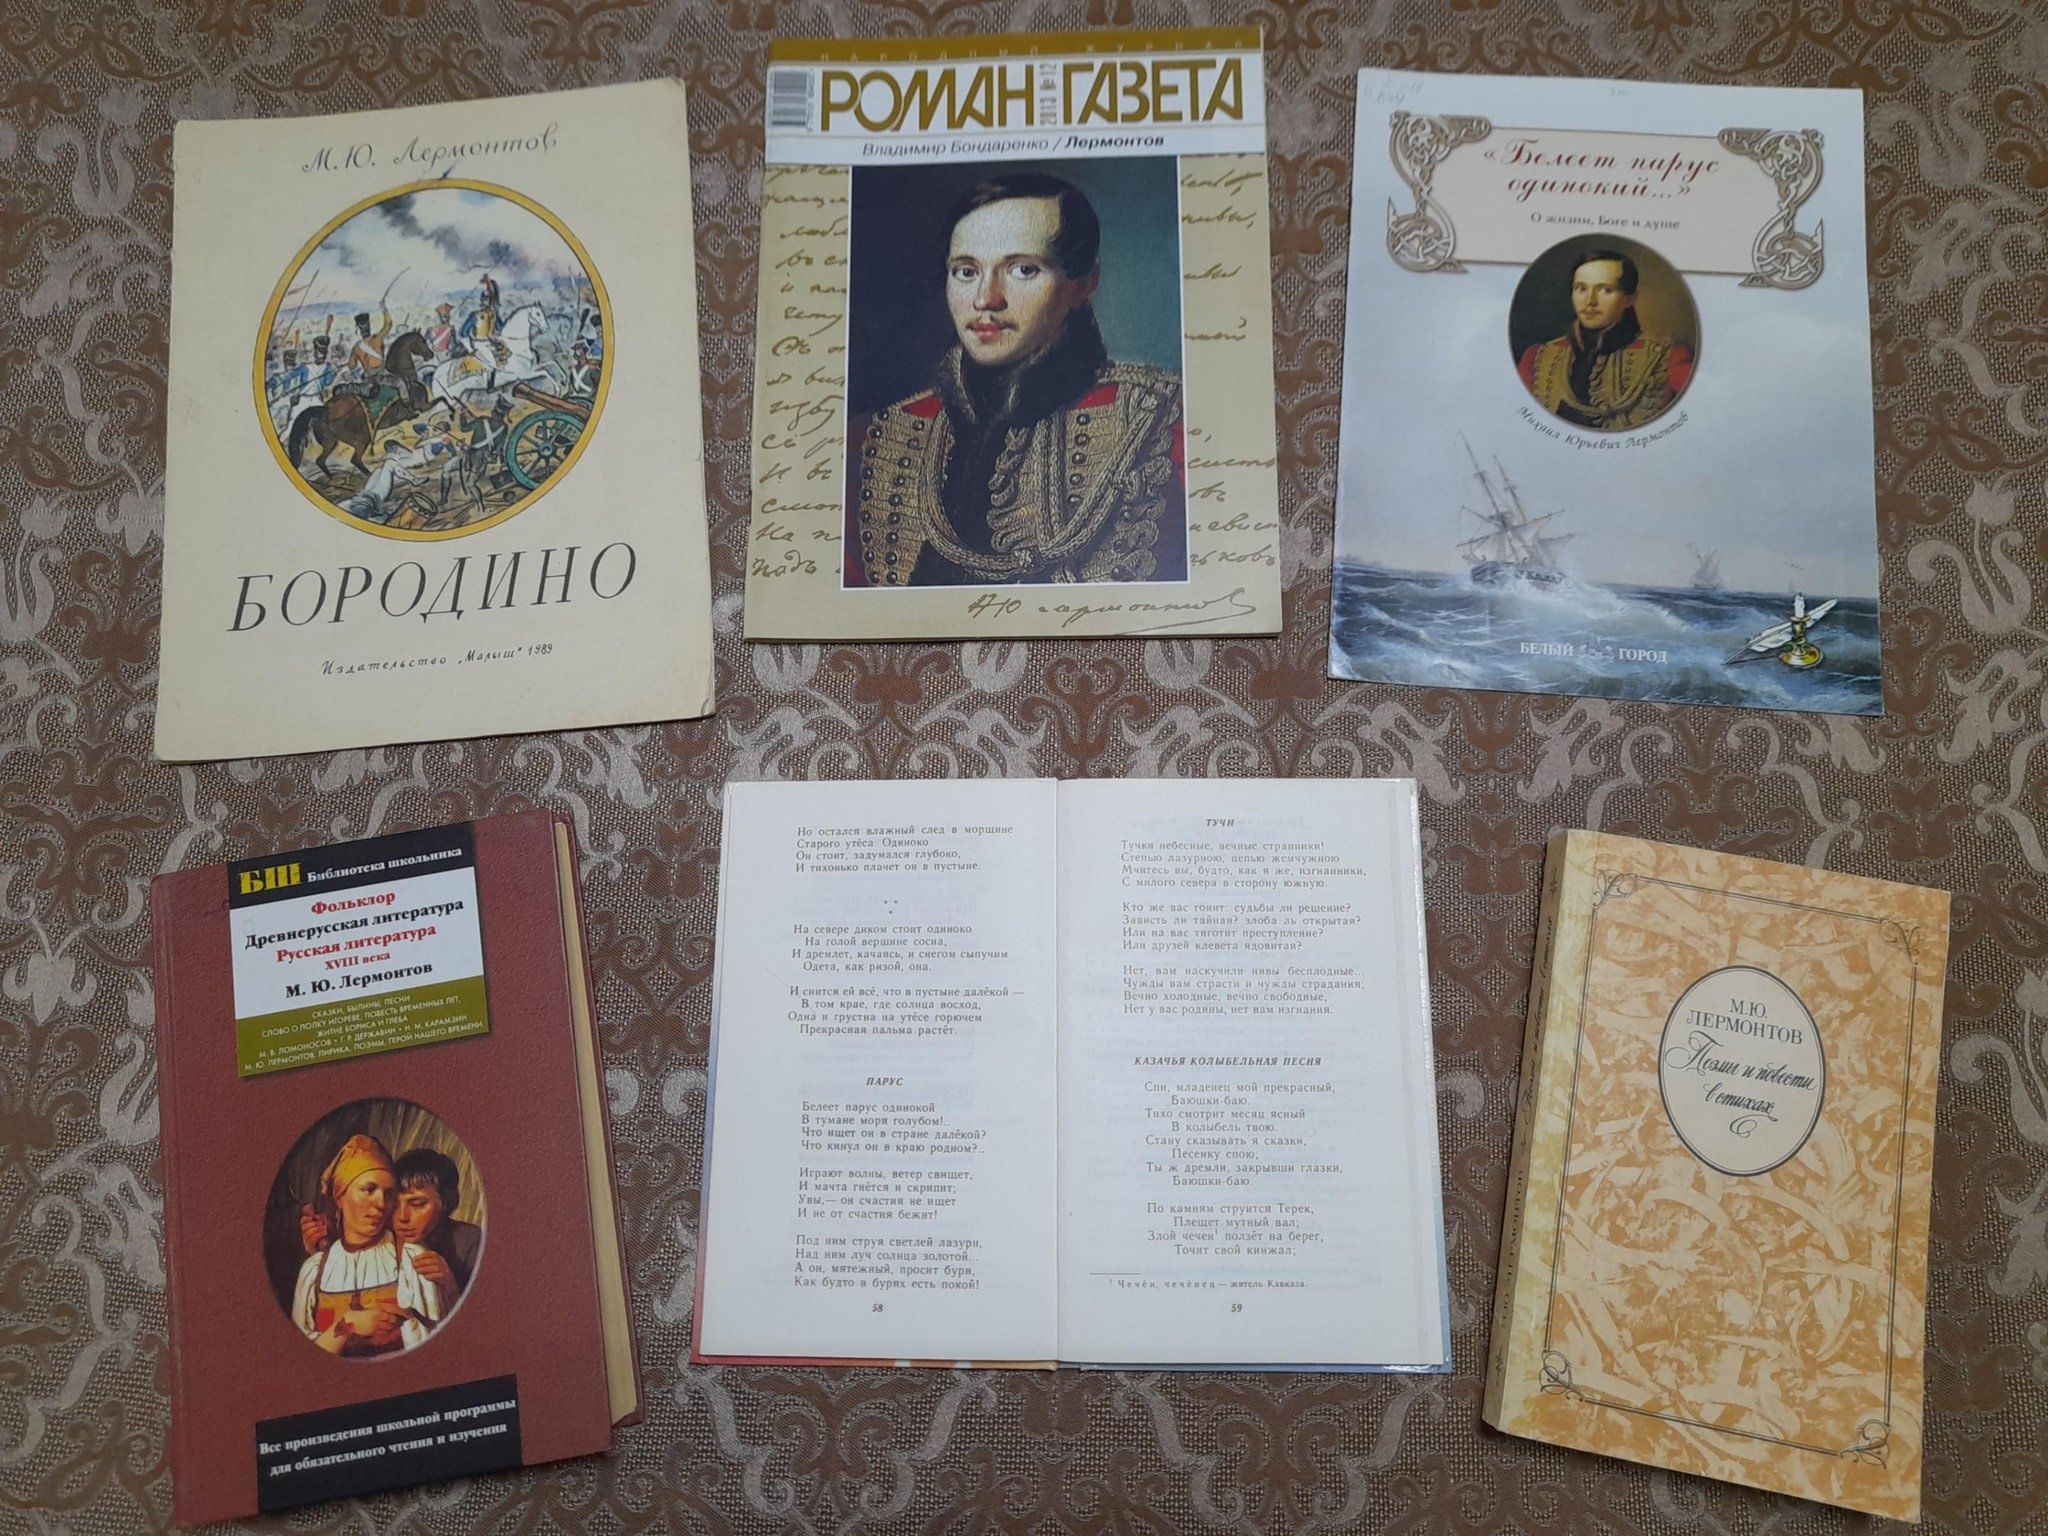 М.Ю. Лермонтов
БОРОДИНО
Издательство „Малыш" 1989
НАРОДНЫЙ ЖУРНАЛ
РОМАН-ГАЗЕТА
2013 №12
Владимир Бондаренко / Лермонтов
«Белеет парус
одинокий...»
О жизни, Боге и душе
Михаил Юрьевич Лермонтов
БЕЛЫЙ ГОРОД
БШ Библиотека школьника
Фольклор
Древнерусская литература
Русская литература
XVIII века
М. Ю. Лермонтов
СКАЗКИ, БЫЛИНЫ, ПЕСНИ
СЛОВО О ПОЛКУ ИГОРЕВЕ, ПОВЕСТЬ ВРЕМЕННЫХ ЛЕТ,
ЖИТИЕ БОРИСА И ГЛЕБА
М. В. ЛОМОНОСОВ • Г. Р. ДЕРЖАВИН • Н. М. КАРАМЗИН
М. Ю. ЛЕРМОНТОВ. ЛИРИКА, ПОЭМЫ, ГЕРОЙ НАШЕГО ВРЕМЕНИ
Все произведения школьной программы
для обязательного чтения и изучения
Но остался влажный след в морщине
Старого утёса. Одиноко
Он стоит, задумался глубоко,
И тихонько плачет он в пустыне.
* *
*
На севере диком стоит одиноко
На голой вершине сосна,
И дремлет, качаясь, и снегом сыпучим
Одета, как ризой, она.
И снится ей всё, что в пустыне далёкой —
В том крае, где солнца восход,
Одна и грустна на утёсе горючем
Прекрасная пальма растёт.
ПАРУС
Белеет парус одинокой
В тумане моря голубом!..
Что ищет он в стране далёкой?
Что кинул он в краю родном?..
Играют волны, ветер свищет,
И мачта гнётся и скрипит;
Увы,— он счастия не ищет
И не от счастия бежит!
Под ним струя светлей лазури,
Над ним луч солнца золотой...
А он, мятежный, просит бури,
Как будто в бурях есть покой!
58
ТУЧИ
Тучки небесные, вечные странники!
Степью лазурною, цепью жемчужною
Мчитесь вы, будто, как я же, изгнанники,
С милого севера в сторону южную.
Кто же вас гонит: судьбы ли решение?
Зависть ли тайная? злоба ль открытая?
Или на вас тяготит преступление?
Или друзей клевета ядовитая?
Нет, вам наскучили нивы бесплодные...
Чужды вам страсти и чужды страдания;
Вечно холодные, вечно свободные,
Нет у вас родины, нет вам изгнания.
КАЗАЧЬЯ КОЛЫБЕЛЬНАЯ ПЕСНЯ
Спи, младенец мой прекрасный,
Баюшки-баю.
Тихо смотрит месяц ясный
В колыбель твою.
Стану сказывать я сказки,
Песенку спою;
Ты ж дремли, закрывши глазки,
Баюшки-баю.
По камням струится Терек,
Плещет мутный вал;
Злой чечен¹ ползёт на берег,
Точит свой кинжал;
¹ Чечéн, чечéнец — житель Кавказа.
59
М.Ю.
ЛЕРМОНТОВ
Поэмы и повести
в стихах
М.Ю. ЛЕРМОНТОВ Поэмы и повести в стихах